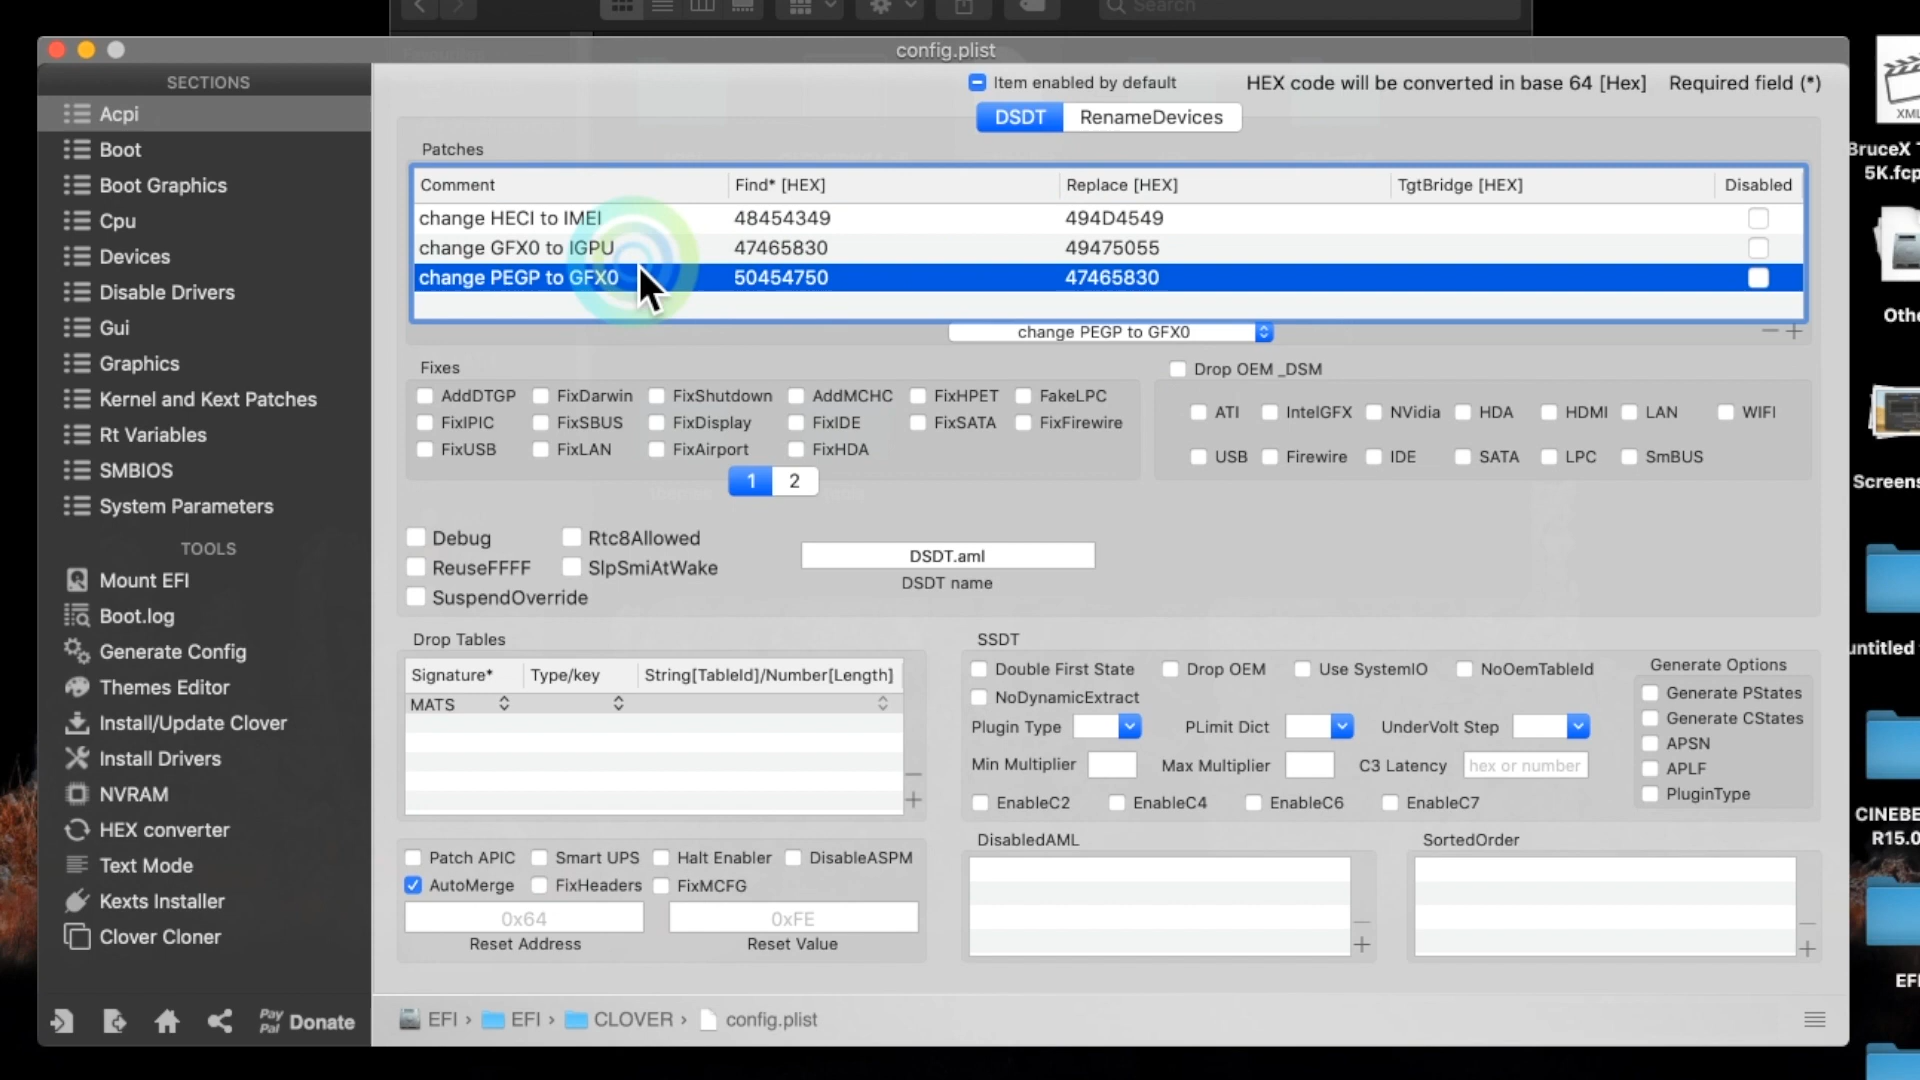 Search
config.plist
SECTIONS
Acpi
Boot
Boot Graphics
Cpu
Devices
Disable Drivers
Gui
Graphics
Kernel and Kext Patches
Rt Variables
SMBIOS
System Parameters
TOOLS
Mount EFI
Boot.log
Generate Config
Themes Editor
Install/Update Clover
Install Drivers
NVRAM
HEX converter
Text Mode
Kexts Installer
Clover Cloner
Pay Pal Donate
Item enabled by default HEX code will be converted in base 64 [Hex] Required field (*)
DSDT RenameDevices
Patches
Comment Find* [HEX] Replace [HEX] TgtBridge [HEX] Disabled
change HECI to IMEI 48454349 494D4549
change GFX0 to IGPU 47465830 49475055
change PEGP to GFX0 50454750 47465830
change PEGP to GFX0 − +
Fixes
AddDTGP FixDarwin FixShutdown AddMCHC FixHPET FakeLPC
FixIPIC FixSBUS FixDisplay FixIDE FixSATA FixFirewire
FixUSB FixLAN FixAirport FixHDA
1 2
Drop OEM _DSM
ATI IntelGFX NVidia HDA HDMI LAN WIFI
USB Firewire IDE SATA LPC SmBUS
Debug Rtc8Allowed
ReuseFFFF SlpSmiAtWake
SuspendOverride
DSDT.aml
DSDT name
Drop Tables
Signature* Type/key String[TableId]/Number[Length]
MATS
− +
SSDT
Double First State Drop OEM Use SystemIO NoOemTableId
NoDynamicExtract
Plugin Type PLimit Dict UnderVolt Step
Min Multiplier Max Multiplier C3 Latency hex or number
EnableC2 EnableC4 EnableC6 EnableC7
Generate Options
Generate PStates
Generate CStates
APSN
APLF
PluginType
Patch APIC Smart UPS Halt Enabler DisableASPM
AutoMerge FixHeaders FixMCFG
0x64 0xFE
Reset Address Reset Value
DisabledAML
− +
SortedOrder
− +
EFI › EFI › CLOVER › config.plist
XML
BruceX
5K.fcp
Othe
Screens
untitled
CINEBE
R15.0
EFI